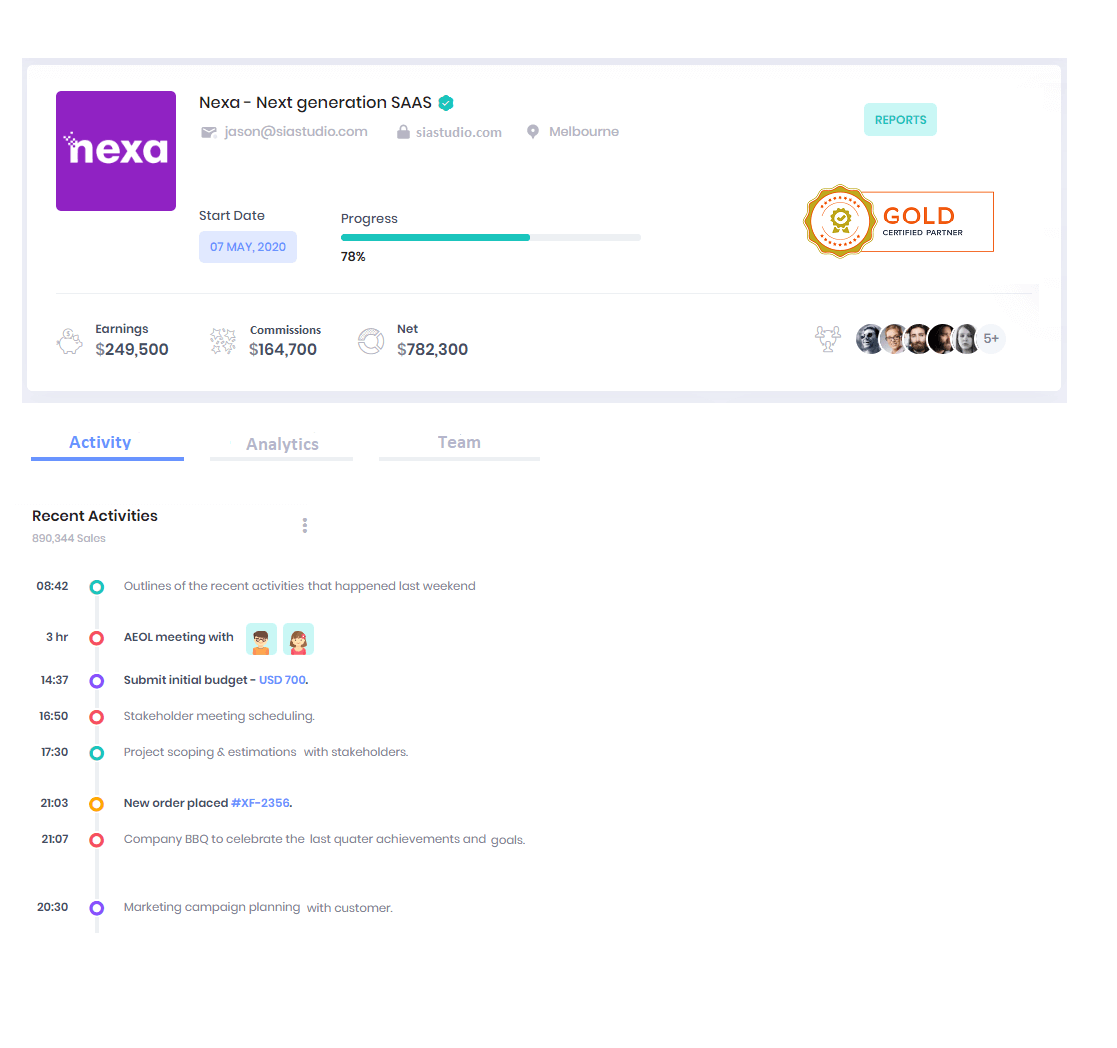 nexa
Nexa - Next generation SAAS
jason@siastudio.com siastudio.com Melbourne
REPORTS
Start Date
07 MAY, 2020
Progress
78%
GOLD
CERTIFIED PARTNER
Earnings
$249,500
Commissions
$164,700
Net
$782,300
5+
Activity Analytics Team
Recent Activities
890,344 Sales
08:42 Outlines of the recent activities that happened last weekend
3 hr AEOL meeting with
14:37 Submit initial budget - USD 700.
16:50 Stakeholder meeting scheduling.
17:30 Project scoping & estimations with stakeholders.
21:03 New order placed #XF-2356.
21:07 Company BBQ to celebrate the last quater achievements and goals.
20:30 Marketing campaign planning with customer.